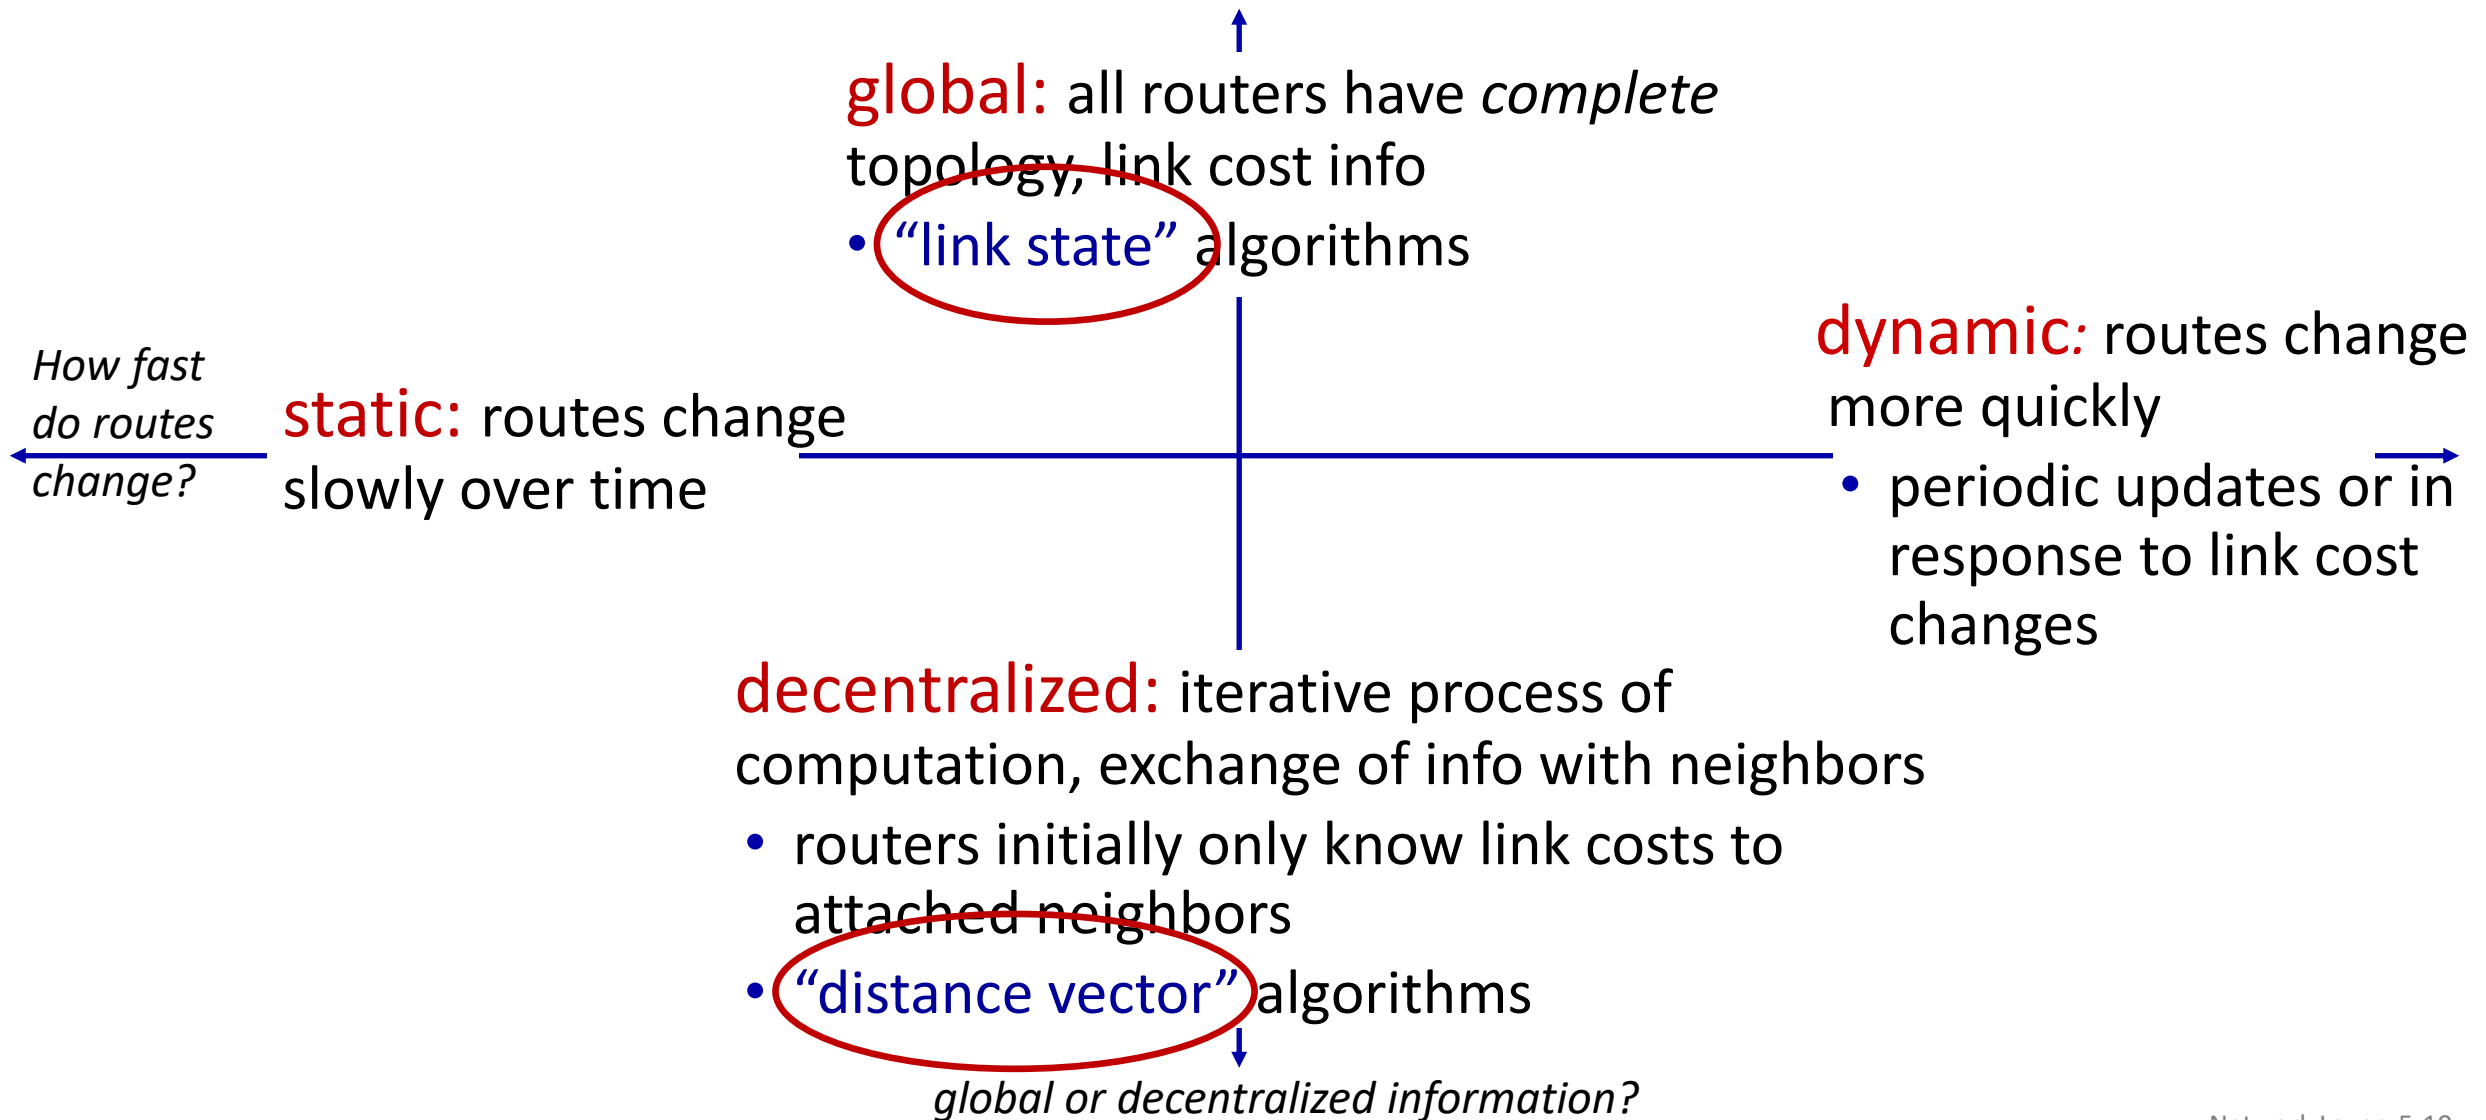 global: all routers have complete
topology, link cost info
• “link state” algorithms
How fast
do routes
change?
static: routes change
slowly over time
dynamic: routes change
more quickly
• periodic updates or in
response to link cost
changes
decentralized: iterative process of
computation, exchange of info with neighbors
• routers initially only know link costs to
attached neighbors
• “distance vector” algorithms
global or decentralized information?